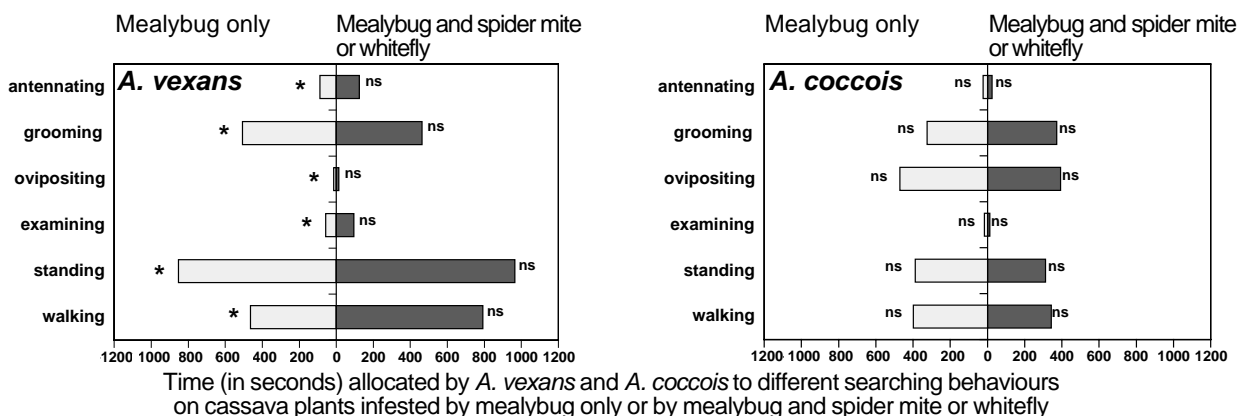 Mealybug only
Mealybug and spider mite
or whitefly
A. vexans
antennating * ns
grooming * ns
ovipositing * ns
examining * ns
standing * ns
walking * ns
1200 1000 800 600 400 200 0 200 400 600 800 1000 1200
Mealybug only
Mealybug and spider mite
or whitefly
A. coccois
antennating ns ns
grooming ns ns
ovipositing ns ns
examining ns ns
standing ns ns
walking ns ns
1200 1000 800 600 400 200 0 200 400 600 800 1000 1200
Time (in seconds) allocated by A. vexans and A. coccois to different searching behaviours
on cassava plants infested by mealybug only or by mealybug and spider mite or whitefly